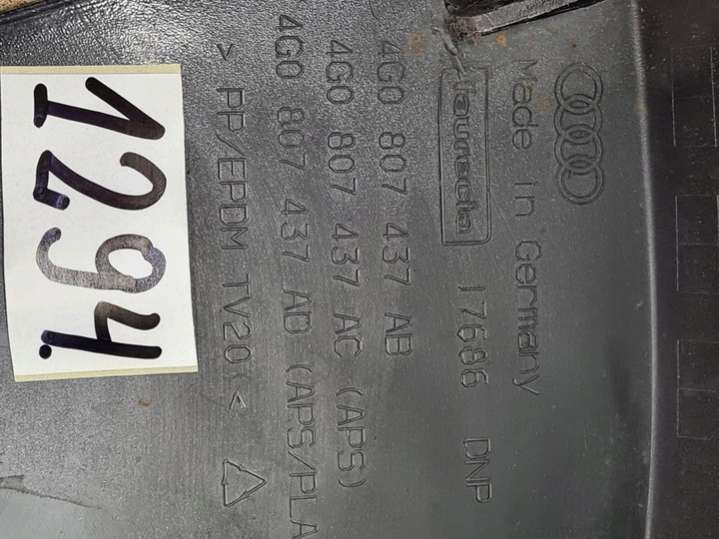 Made in Germany
faurecia 17686 DNP
4G0 807 437 AB
4G0 807 437 AC (APS)
4G0 807 437 AD (APS/PLA
> PP/EPDM TV20 <
1294.